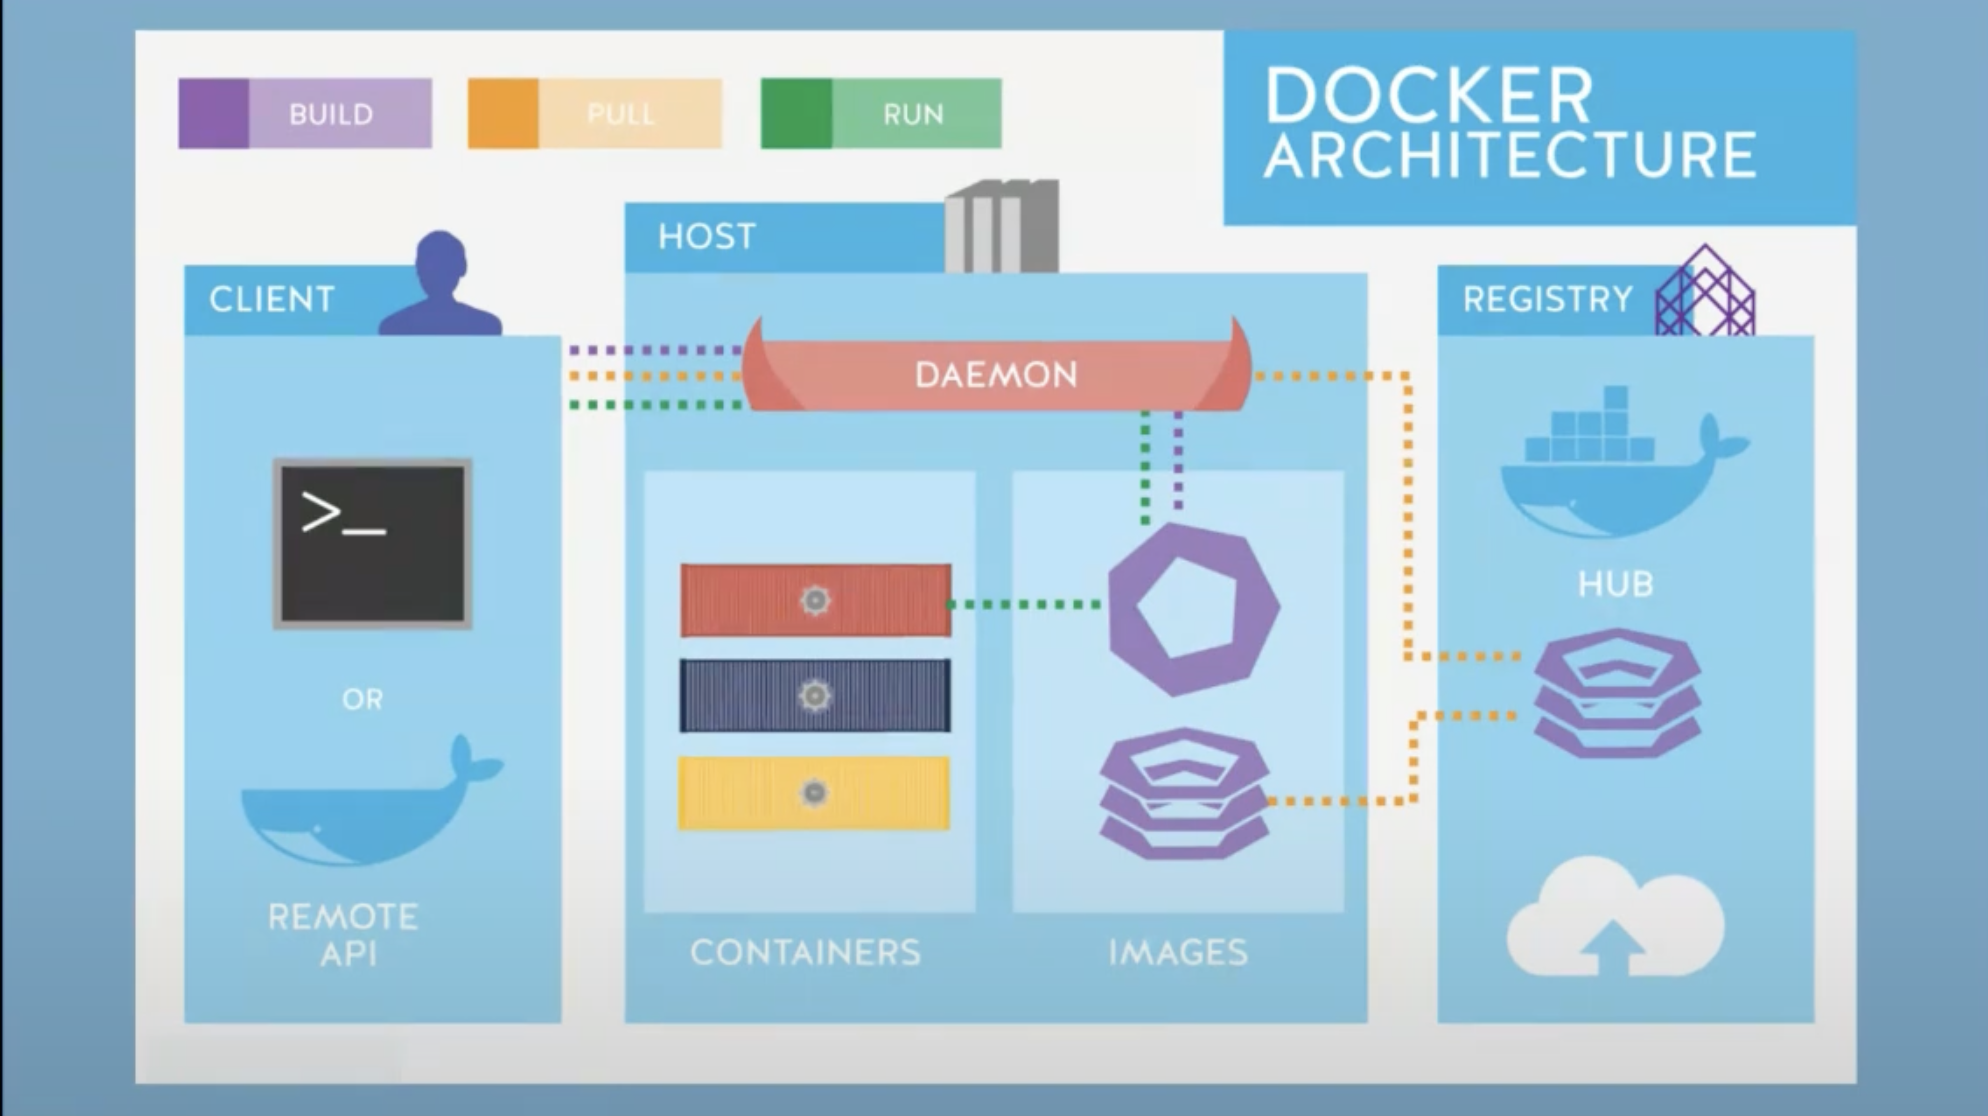 BUILD
PULL
RUN
DOCKER
ARCHITECTURE
CLIENT
HOST
REGISTRY
DAEMON
>_
OR
REMOTE
API
CONTAINERS
IMAGES
HUB